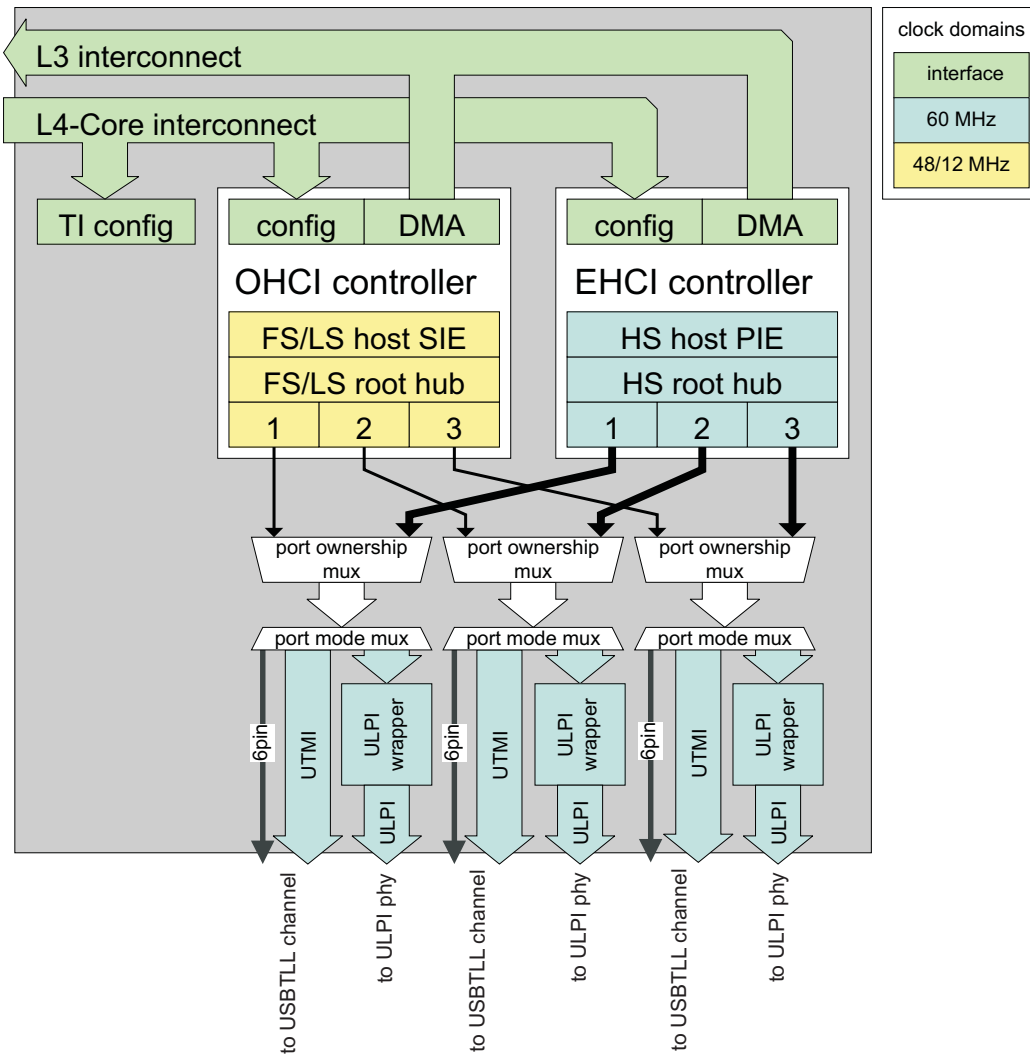 clock domains
interface
60 MHz
48/12 MHz
L3 interconnect
L4-Core interconnect
TI config
config
DMA
OHCI controller
FS/LS host SIE
FS/LS root hub
1
2
3
config
DMA
EHCI controller
HS host PIE
HS root hub
1
2
3
port ownership
mux
port ownership
mux
port ownership
mux
port mode mux
port mode mux
port mode mux
6pin
UTMI
ULPI
wrapper
ULPI
6pin
UTMI
ULPI
wrapper
ULPI
6pin
UTMI
ULPI
wrapper
ULPI
to USBTLL channel
to ULPI phy
to USBTLL channel
to ULPI phy
to USBTLL channel
to ULPI phy